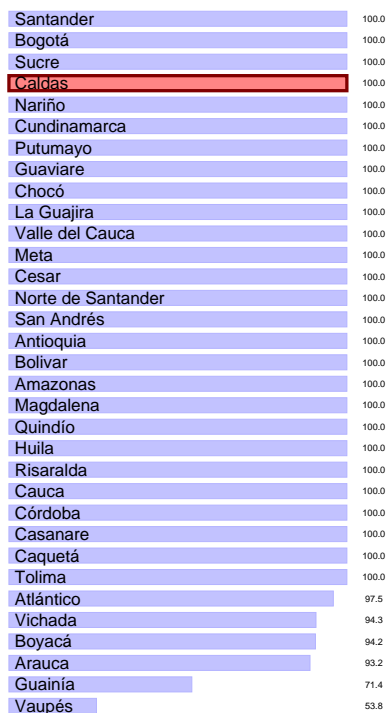 Santander 100.0
Bogotá 100.0
Sucre 100.0
Caldas 100.0
Nariño 100.0
Cundinamarca 100.0
Putumayo 100.0
Guaviare 100.0
Chocó 100.0
La Guajira 100.0
Valle del Cauca 100.0
Meta 100.0
Cesar 100.0
Norte de Santander 100.0
San Andrés 100.0
Antioquia 100.0
Bolivar 100.0
Amazonas 100.0
Magdalena 100.0
Quindío 100.0
Huila 100.0
Risaralda 100.0
Cauca 100.0
Córdoba 100.0
Casanare 100.0
Caquetá 100.0
Tolima 100.0
Atlántico 97.5
Vichada 94.3
Boyacá 94.2
Arauca 93.2
Guainía 71.4
Vaupés 53.8